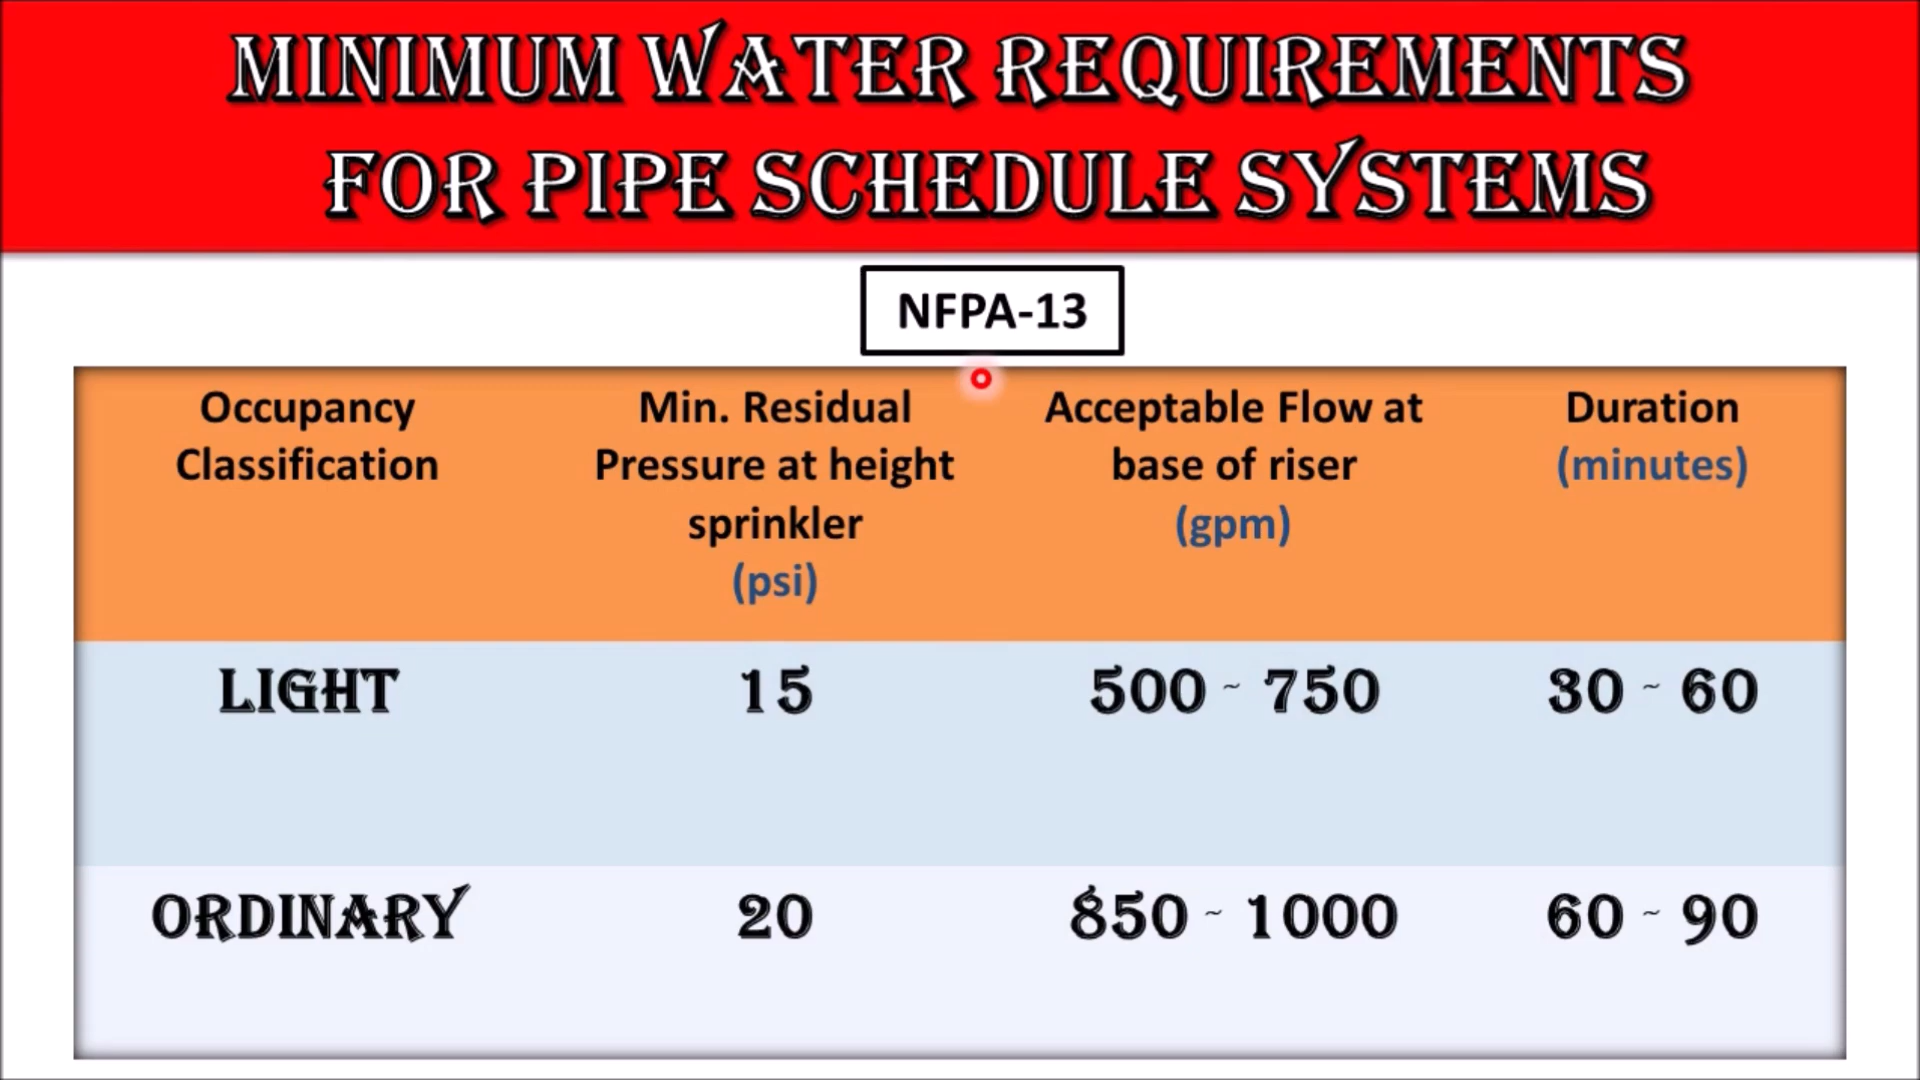 MINIMUM WATER REQUIREMENTS
FOR PIPE SCHEDULE SYSTEMS
NFPA-13
Occupancy
Classification
Min. Residual
Pressure at height
sprinkler
(psi)
Acceptable Flow at
base of riser
(gpm)
Duration
(minutes)
LIGHT
15
500 ~ 750
30 ~ 60
ORDINARY
20
850 ~ 1000
60 ~ 90